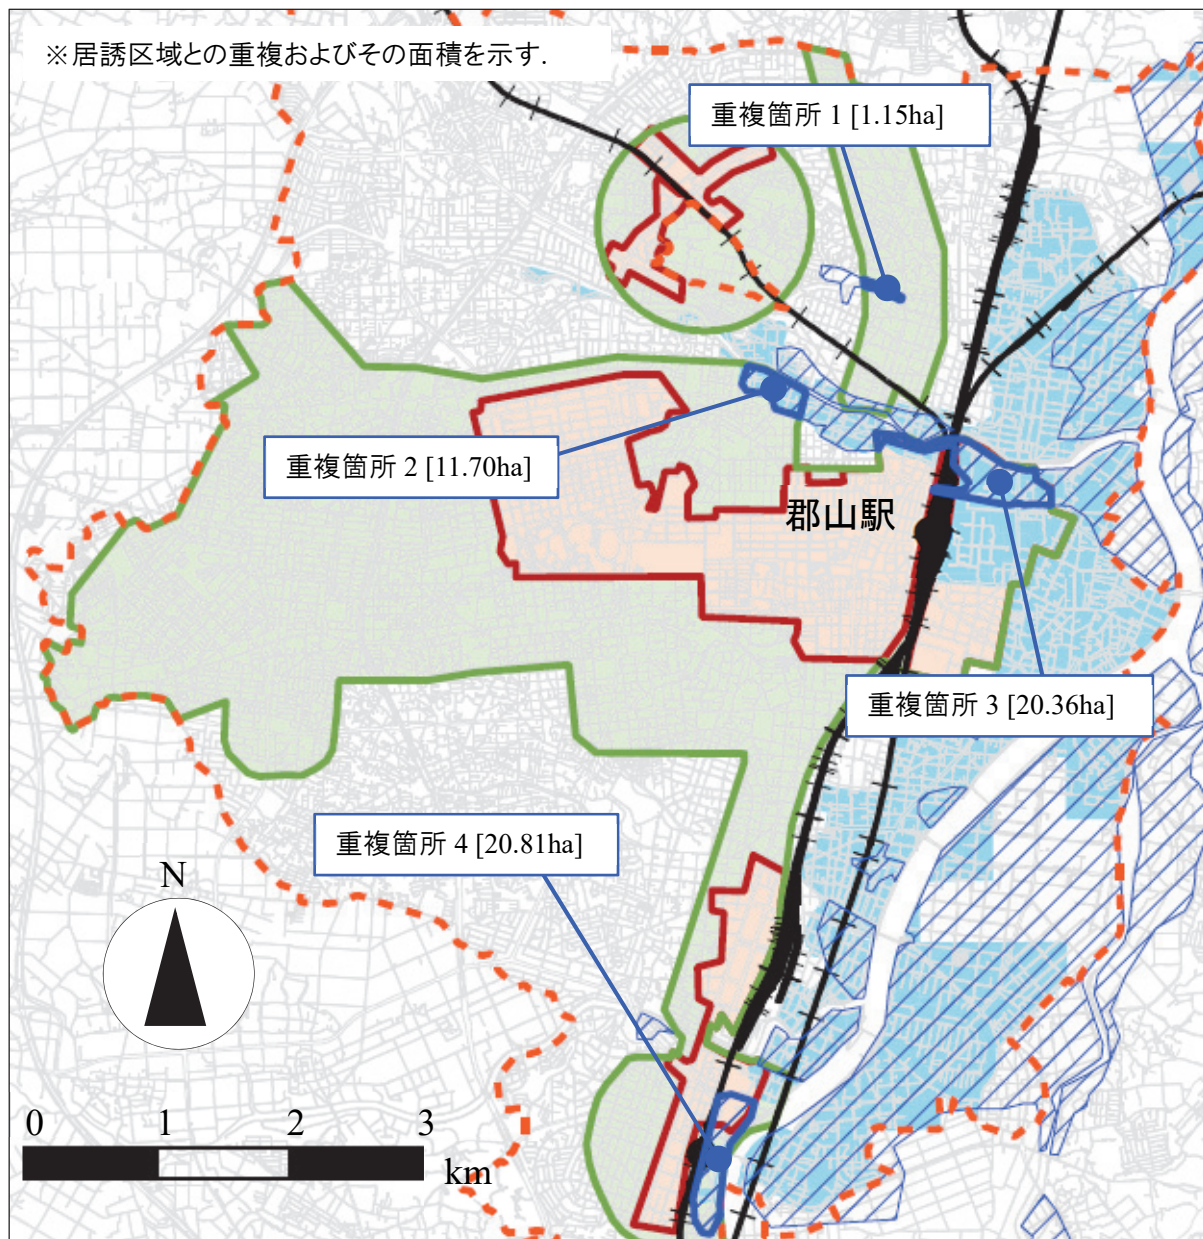 ※居誘区域との重複およびその面積を示す.
重複箇所 1 [1.15ha]
重複箇所 2 [11.70ha]
郡山駅
重複箇所 3 [20.36ha]
重複箇所 4 [20.81ha]
N
0 1 2 3
km